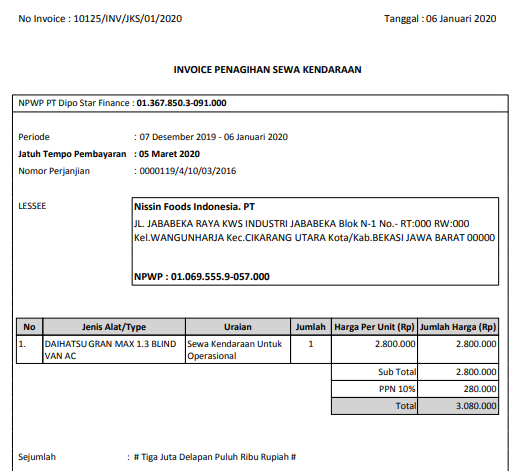 No Invoice : 10125/INV/JKS/01/2020 Tanggal : 06 Januari 2020
INVOICE PENAGIHAN SEWA KENDARAAN
NPWP PT Dipo Star Finance : 01.367.850.3-091.000
Periode : 07 Desember 2019 - 06 Januari 2020
Jatuh Tempo Pembayaran : 05 Maret 2020
Nomor Perjanjian : 0000119/4/10/03/2016
LESSEE Nissin Foods Indonesia. PT
JL. JABABEKA RAYA KWS INDUSTRI JABABEKA Blok N-1 No.- RT:000 RW:000
Kel.WANGUNHARJA Kec.CIKARANG UTARA Kota/Kab.BEKASI JAWA BARAT 00000
NPWP : 01.069.555.9-057.000
No Jenis Alat/Type Uraian Jumlah Harga Per Unit (Rp) Jumlah Harga (Rp)
1. DAIHATSU GRAN MAX 1.3 BLIND Sewa Kendaraan Untuk 1 2.800.000 2.800.000
VAN AC Operasional
Sub Total 2.800.000
PPN 10% 280.000
Total 3.080.000
Sejumlah : # Tiga Juta Delapan Puluh Ribu Rupiah #